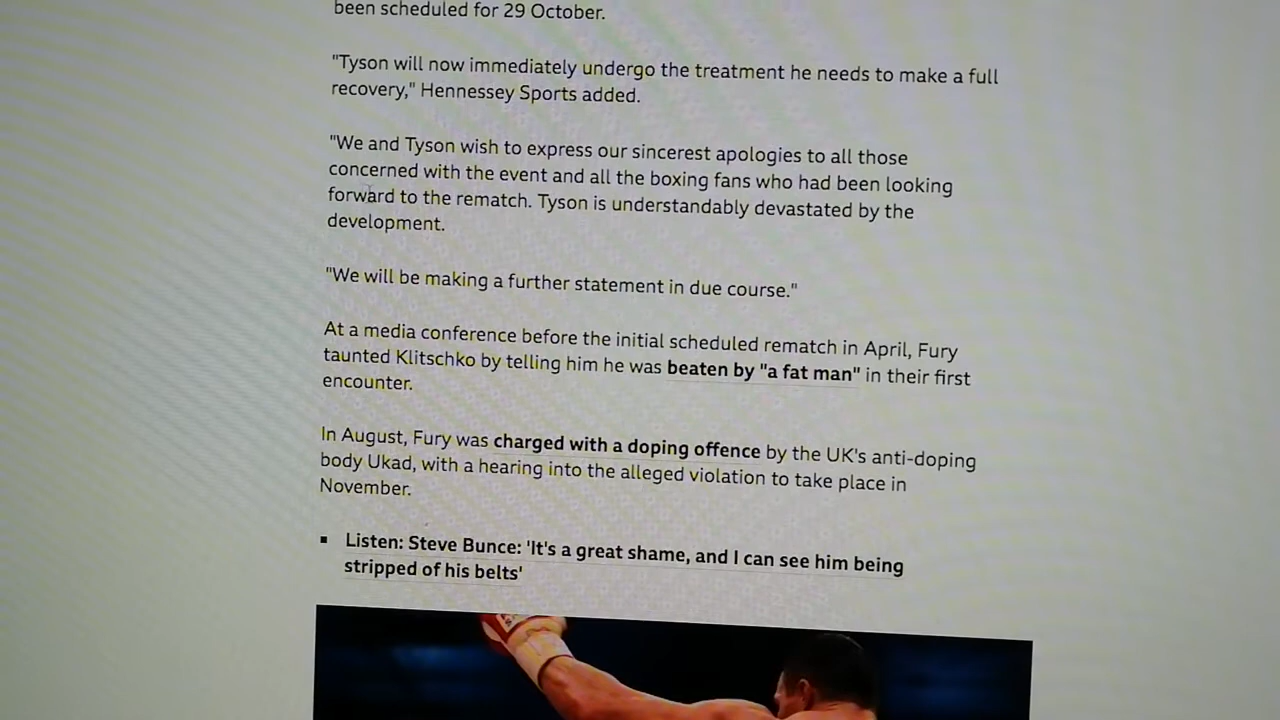 been scheduled for 29 October.
"Tyson will now immediately undergo the treatment he needs to make a full
recovery," Hennessey Sports added.
"We and Tyson wish to express our sincerest apologies to all those
concerned with the event and all the boxing fans who had been looking
forward to the rematch. Tyson is understandably devastated by the
development.
"We will be making a further statement in due course."
At a media conference before the initial scheduled rematch in April, Fury
taunted Klitschko by telling him he was beaten by "a fat man" in their first
encounter.
In August, Fury was charged with a doping offence by the UK's anti-doping
body Ukad, with a hearing into the alleged violation to take place in
November.
▪ Listen: Steve Bunce: 'It's a great shame, and I can see him being
stripped of his belts'